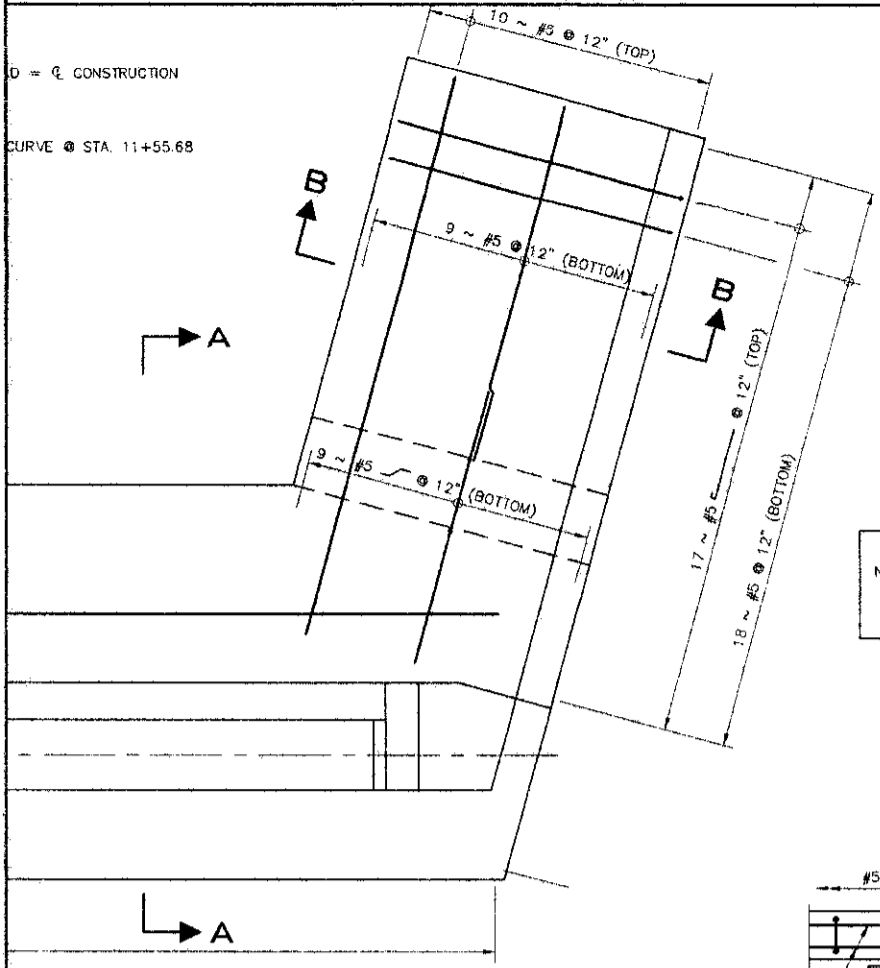 10 ~ #5 @ 12" (TOP)
D = ℄ CONSTRUCTION
CURVE @ STA. 11+55.68
B
9 ~ #5 @ 12" (BOTTOM)
B
A
17 ~ #5 @ 12" (TOP)
18 ~ #5 @ 12" (BOTTOM)
9 ~ #5 @ 12" (BOTTOM)
A
#5